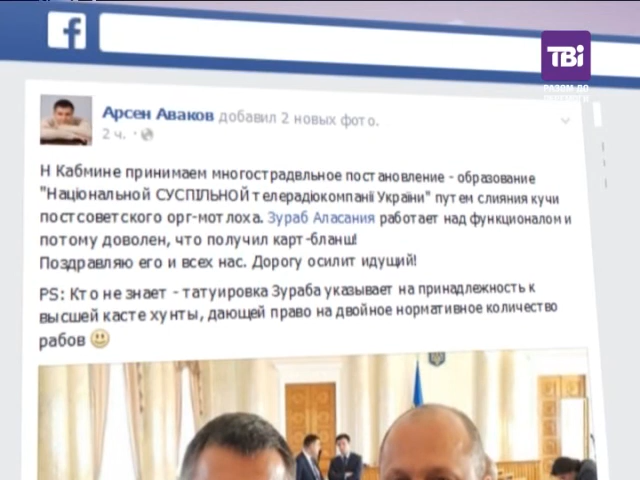 f
ТВі
РАЗОМ ДО
Арсен Аваков добавил 2 новых фото.
2 ч. ·
Н Кабмине принимаем многострадвльное постановление - образование
"Національной СУСПІЛЬНОЙ телерадіокомпанії України" путем слияния кучи
постсоветского орг-мотлоха. Зураб Аласания работает над функционалом и
потому доволен, что получил карт-бланш!
Поздравляю его и всех нас. Дорогу осилит идущий!
PS: Кто не знает - татуировка Зураба указывает на принадлежность к
высшей касте хунты, дающей право на двойное нормативное количество
рабов